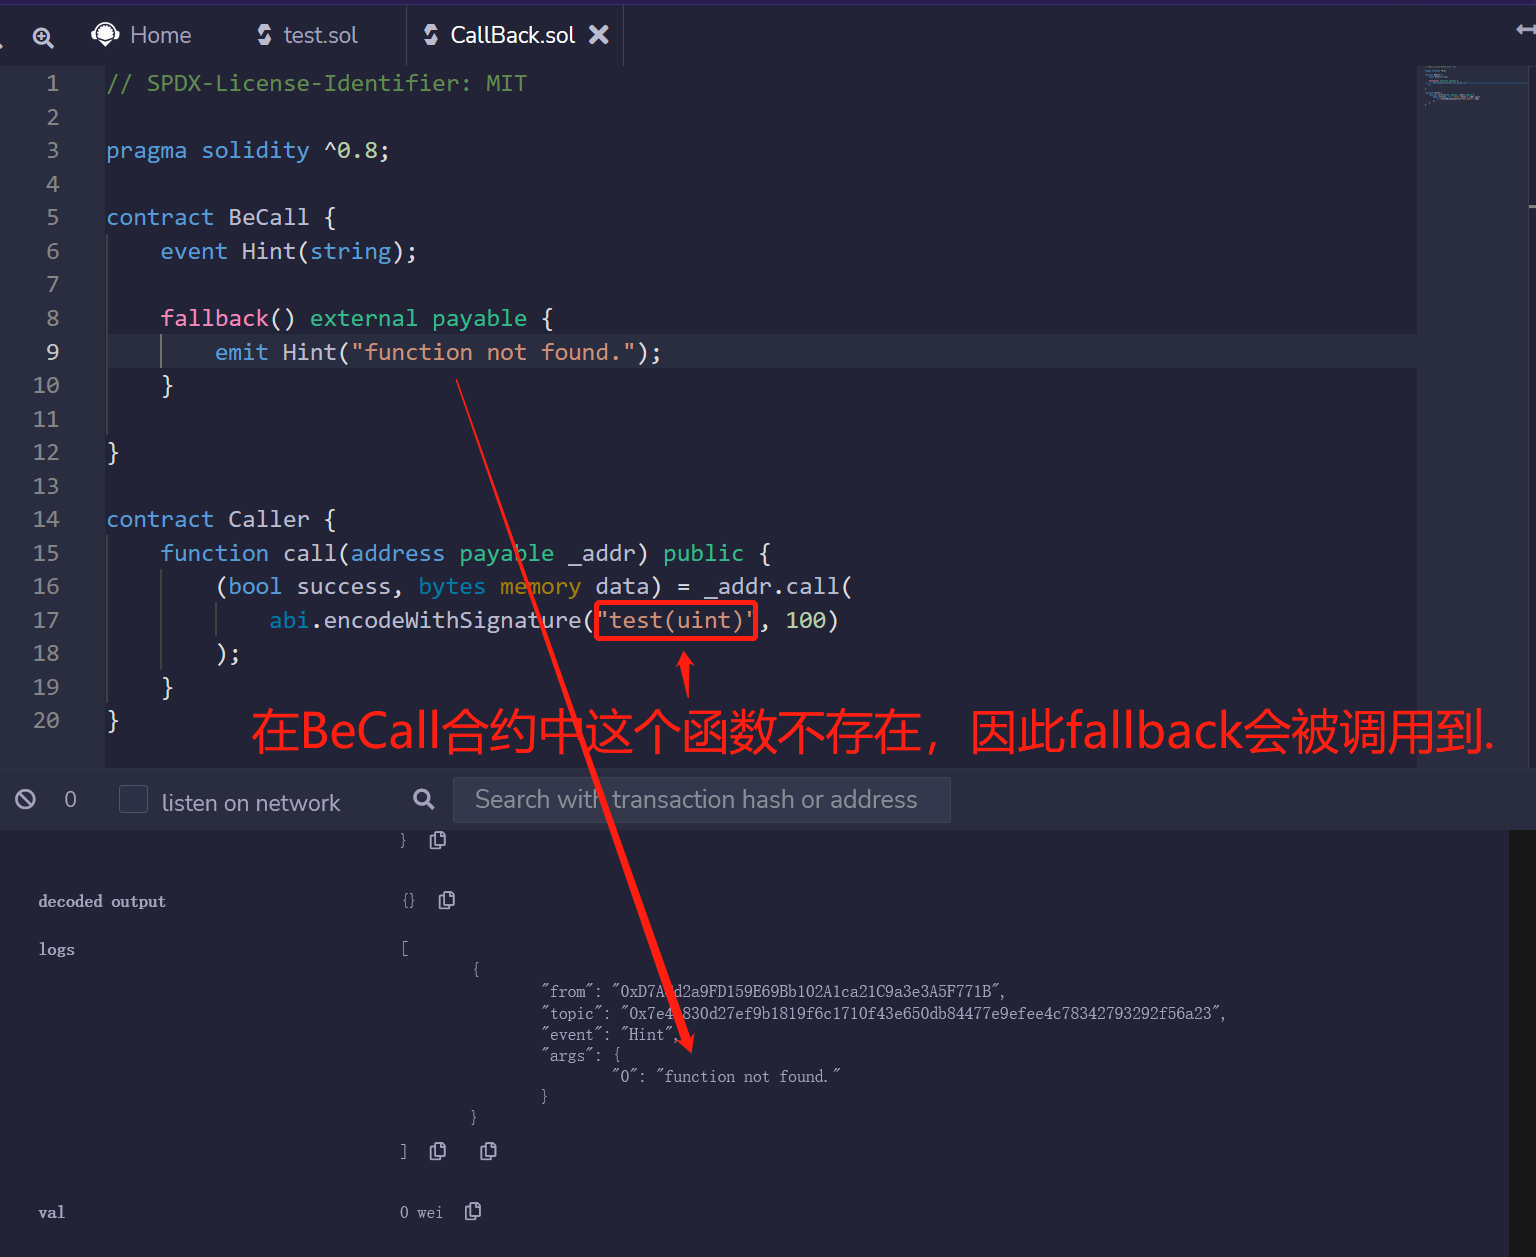 Home test.sol CallBack.sol
1 // SPDX-License-Identifier: MIT
2
3 pragma solidity ^0.8;
4
5 contract BeCall {
6 event Hint(string);
7
8 fallback() external payable {
9 emit Hint("function not found.");
10 }
11
12 }
13
14 contract Caller {
15 function call(address payable _addr) public {
16 (bool success, bytes memory data) = _addr.call(
17 abi.encodeWithSignature("test(uint)", 100)
18 );
19 }
20 }
在BeCall合约中这个函数不存在，因此fallback会被调用到.
0 listen on network Search with transaction hash or address
}
decoded output {}
logs [
{
"from":
"topic":
"event": "Hint",
"args": {
"0": "function not found."
}
}
]
val 0 wei